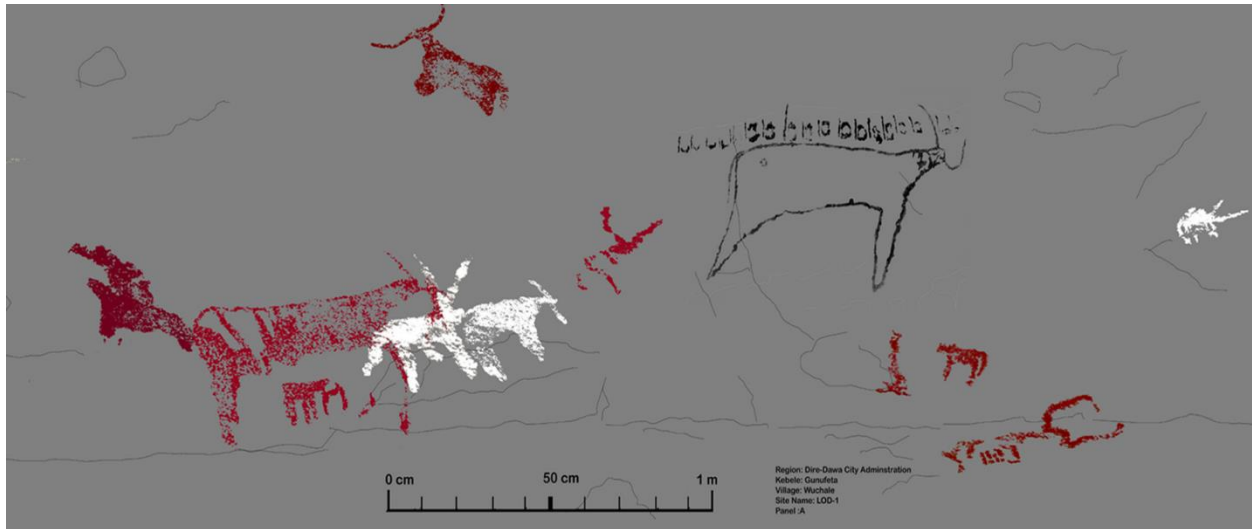 0 cm 50 cm 1 m
Region: Dire-Dawa City Adminstration
Kebele: Gunufeta
Village: Wuchale
Site Name: LOD-1
Panel :A